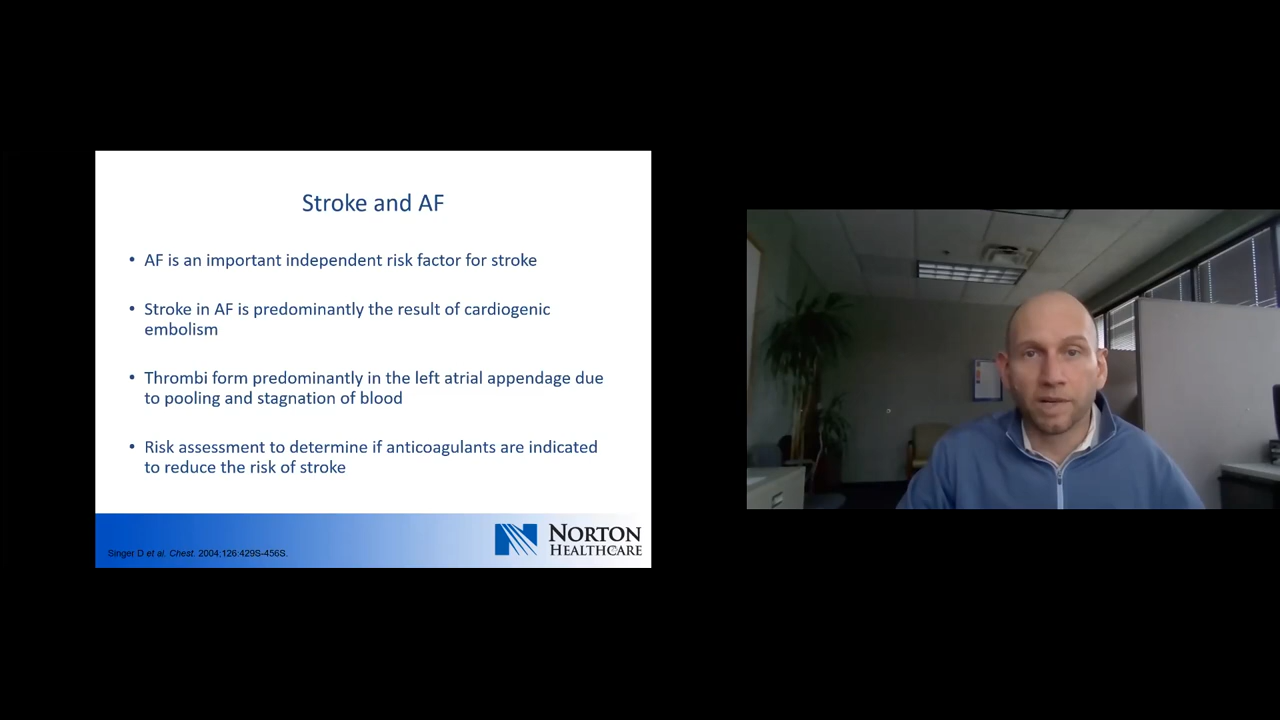 Stroke and AF
• AF is an important independent risk factor for stroke
• Stroke in AF is predominantly the result of cardiogenic
embolism
• Thrombi form predominantly in the left atrial appendage due
to pooling and stagnation of blood
• Risk assessment to determine if anticoagulants are indicated
to reduce the risk of stroke
Singer D et al. Chest. 2004;126:429S-456S.
NORTON
HEALTHCARE